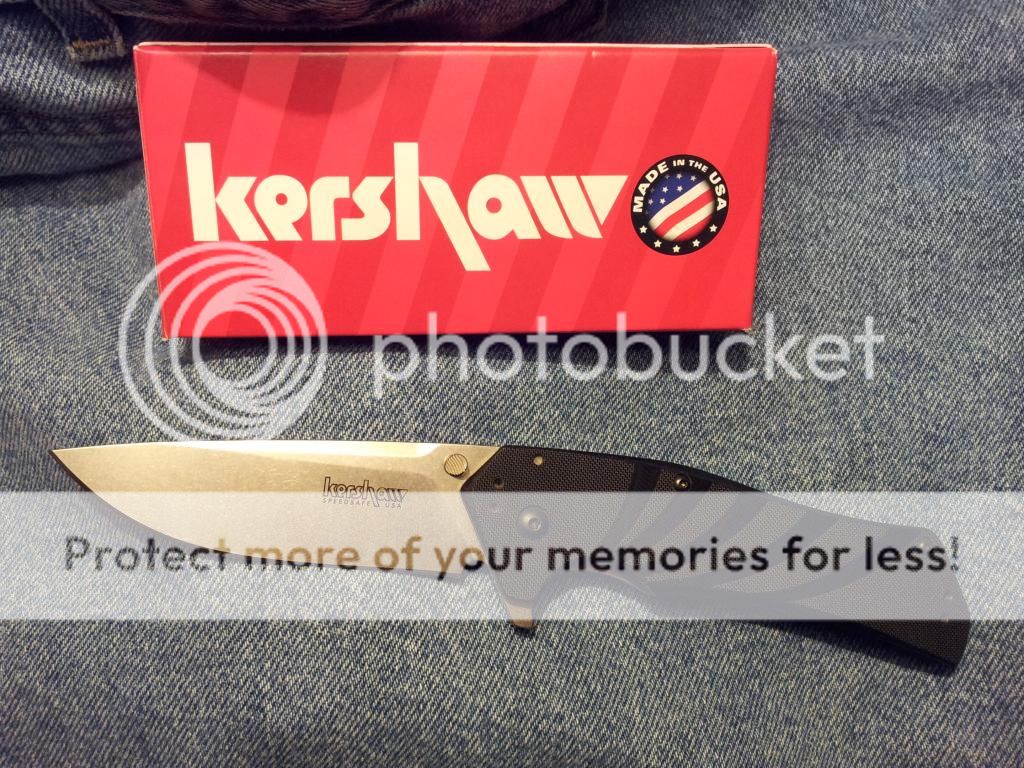 kershaw
MADE IN THE USA
photobucket
kershaw
SPEEDSAFE USA
Protect more of your memories for less!